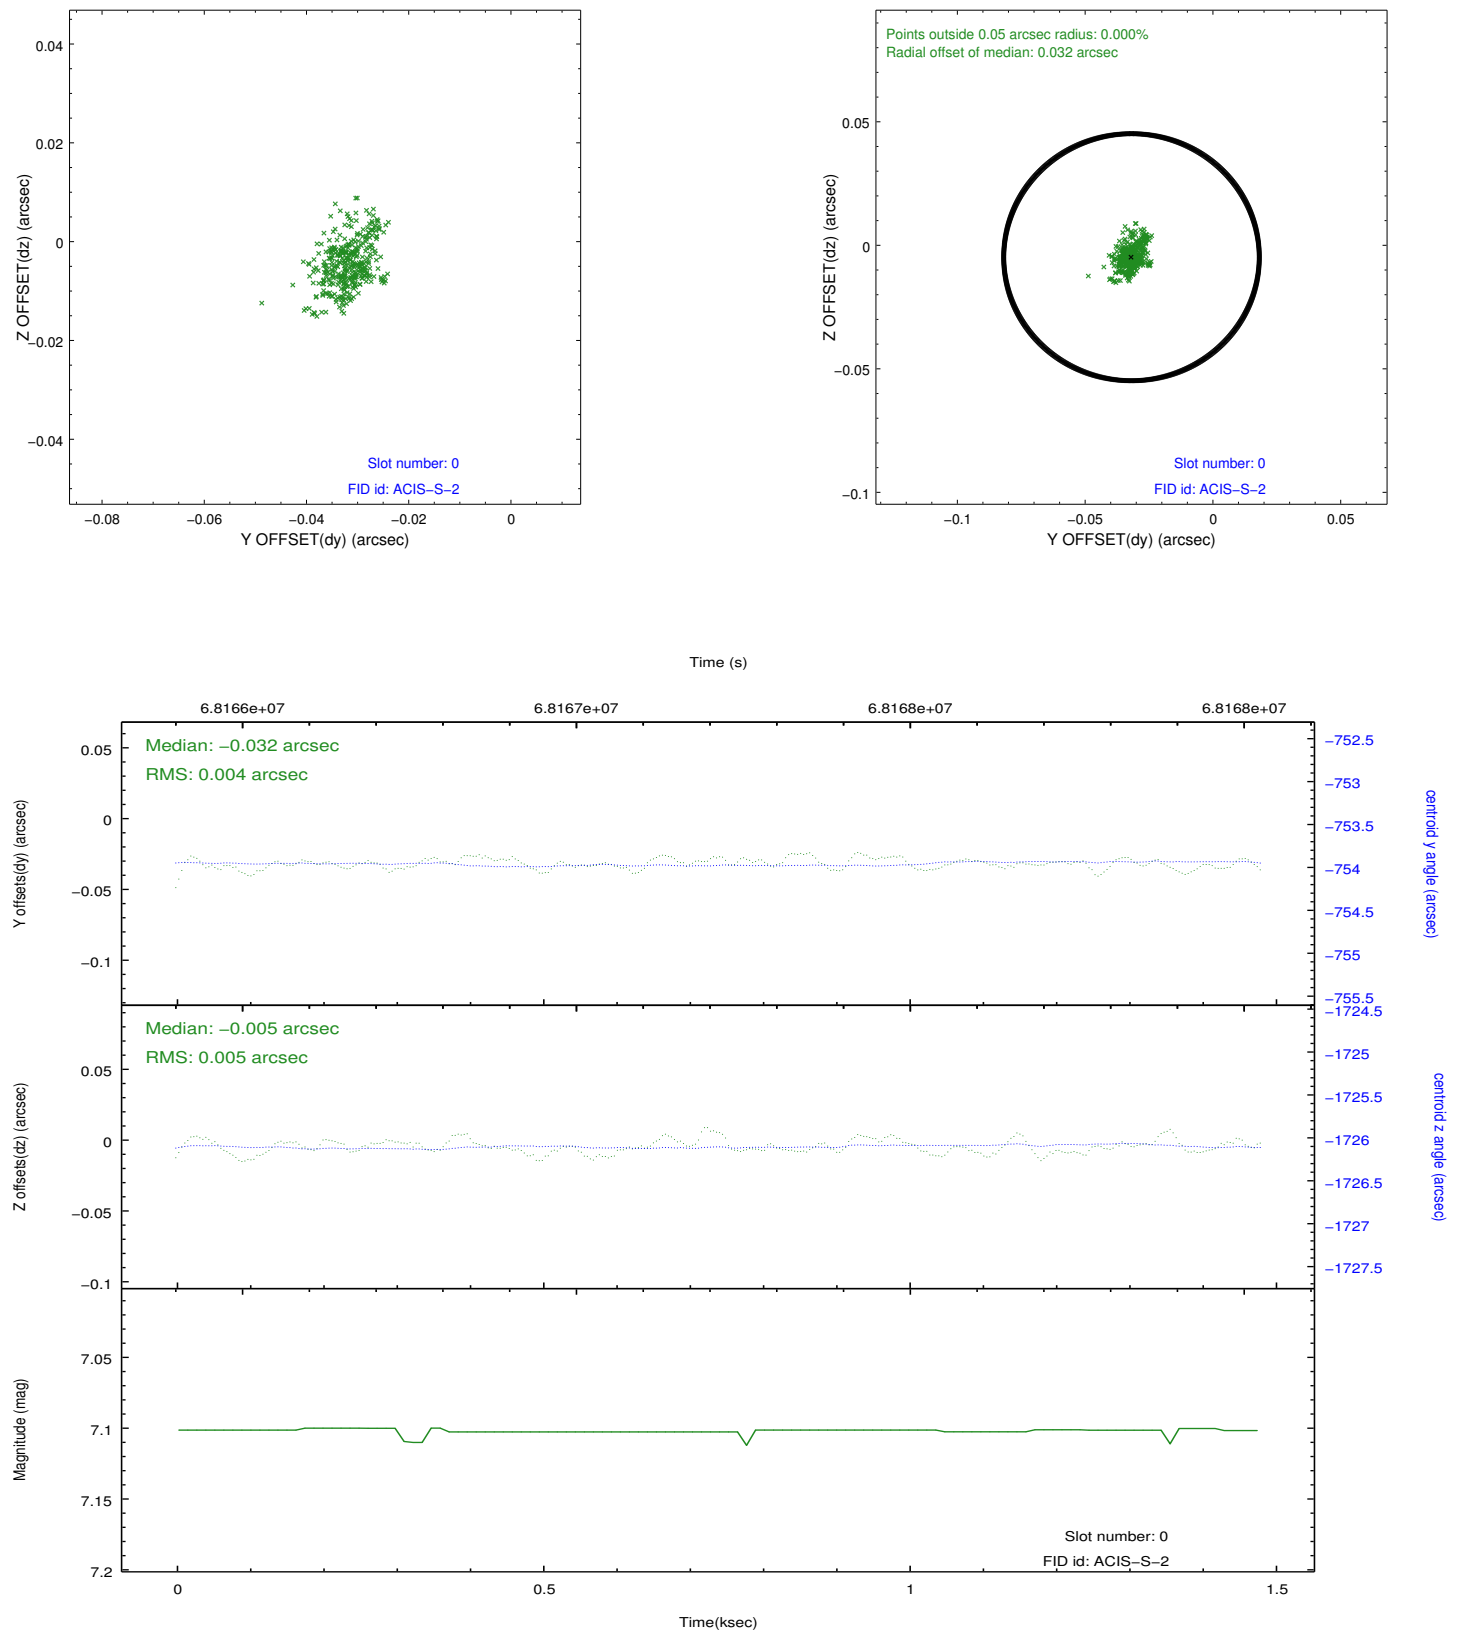 Z OFFSET(dz) (arcsec)
0.04
0.02
0
−0.02
−0.04
Slot number: 0
FID id: ACIS−S−2
−0.08 −0.06 −0.04 −0.02 0
Y OFFSET(dy) (arcsec)
Points outside 0.05 arcsec radius: 0.000%
Radial offset of median: 0.032 arcsec
Z OFFSET(dz) (arcsec)
0.05
0
−0.05
−0.1
Slot number: 0
FID id: ACIS−S−2
−0.1 −0.05 0 0.05
Y OFFSET(dy) (arcsec)
Time (s)
6.8166e+07 6.8167e+07 6.8168e+07 6.8168e+07
Median: −0.032 arcsec
RMS: 0.004 arcsec
Y offsets(dy) (arcsec)
0.05
0
−0.05
−0.1
−752.5
−753
−753.5
−754
−754.5
−755
−755.5
centroid y angle (arcsec)
Median: −0.005 arcsec
RMS: 0.005 arcsec
Z offsets(dz) (arcsec)
0.05
0
−0.05
−0.1
−1724.5
−1725
−1725.5
−1726
−1726.5
−1727
−1727.5
centroid z angle (arcsec)
Magnitude (mag)
7.05
7.1
7.15
7.2
Slot number: 0
FID id: ACIS−S−2
0 0.5 1 1.5
Time(ksec)